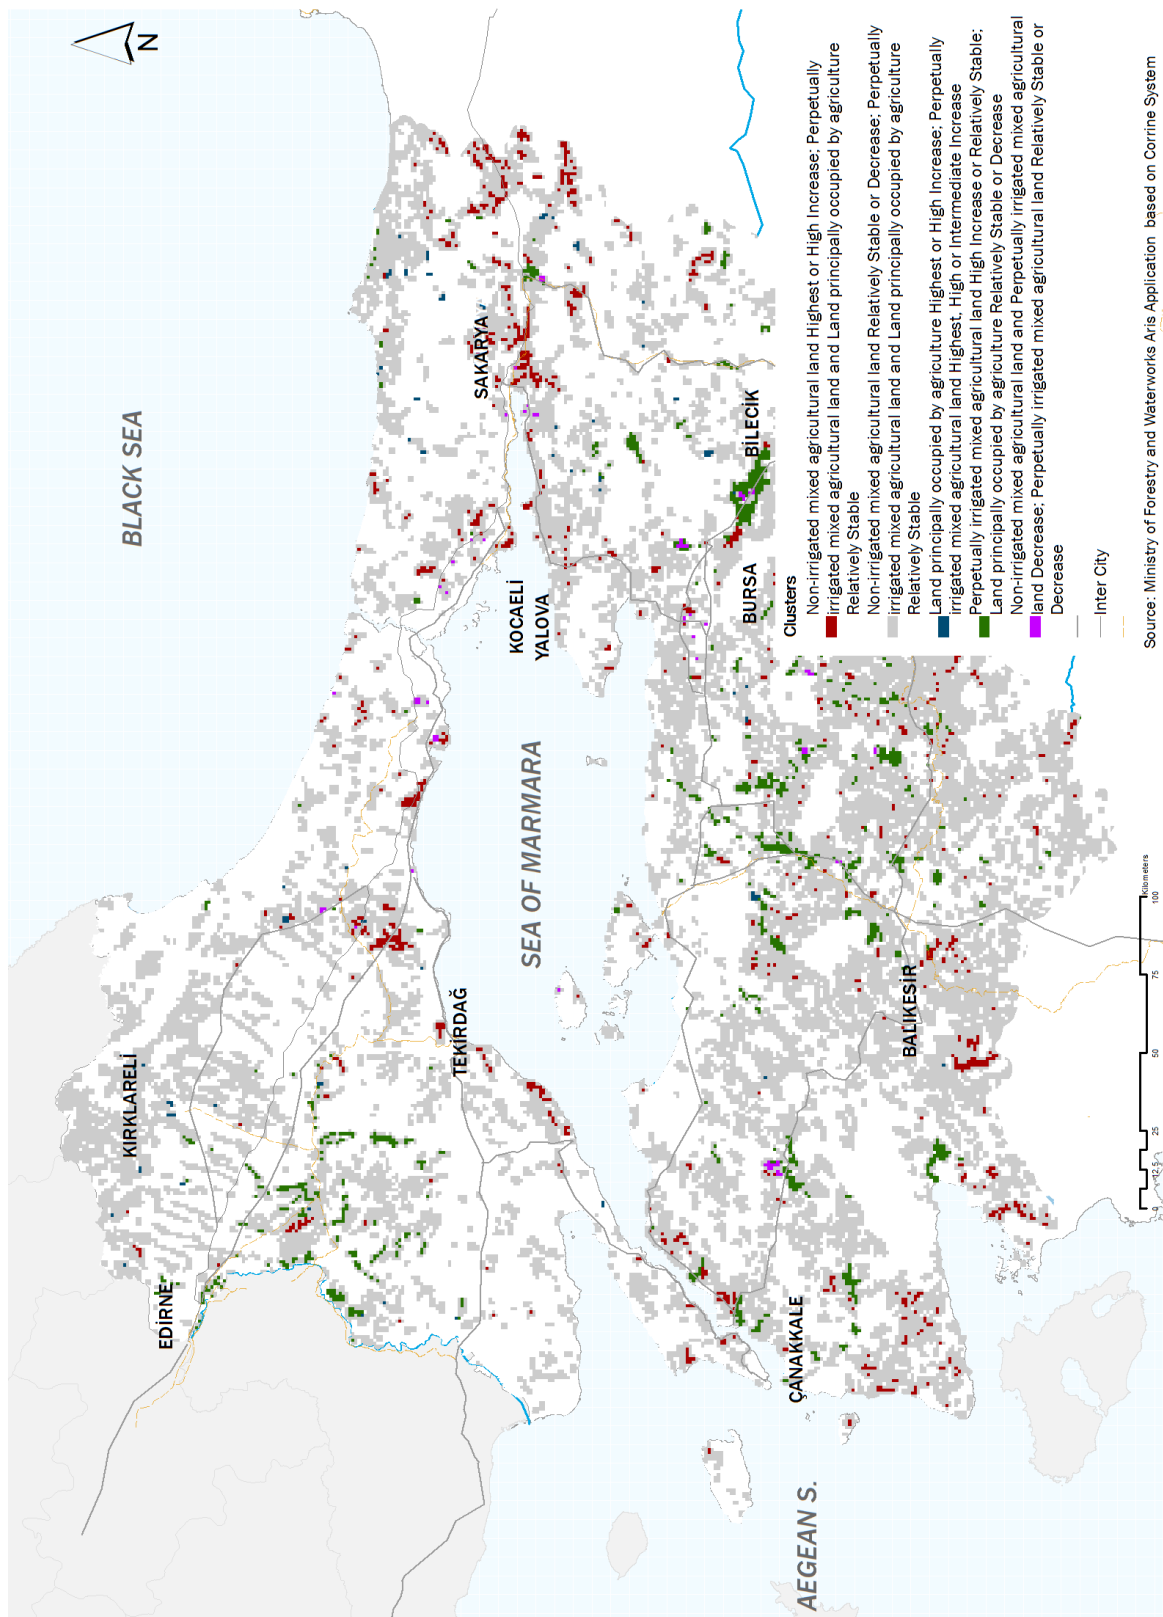 N
BLACK SEA
KIRKLARELİ
EDİRNE
TEKİRDAĞ
SAKARYA
KOCAELİ
YALOVA
SEA OF MARMARA
BİLECİK
BURSA
BALIKESİR
ÇANAKKALE
AEGEAN S.
Clusters
Non-irrigated mixed agricultural land Highest or High Increase; Perpetually
irrigated mixed agricultural land and Land principally occupied by agriculture
Relatively Stable
Non-irrigated mixed agricultural land Relatively Stable or Decrease; Perpetually
irrigated mixed agricultural land and Land principally occupied by agriculture
Relatively Stable
Land principally occupied by agriculture Highest or High Increase; Perpetually
irrigated mixed agricultural land Highest, High or Intermediate Increase
Perpetually irrigated mixed agricultural land High Increase or Relatively Stable;
Land principally occupied by agriculture Relatively Stable or Decrease
Non-irrigated mixed agricultural land and Perpetually irrigated mixed agricultural
land Decrease; Perpetually irrigated mixed agricultural land Relatively Stable or
Decrease
Inter City
0 12,5 25 50 75 100
Kilometers
Source: Ministry of Forestry and Waterworks Aris Application based on Corrine System